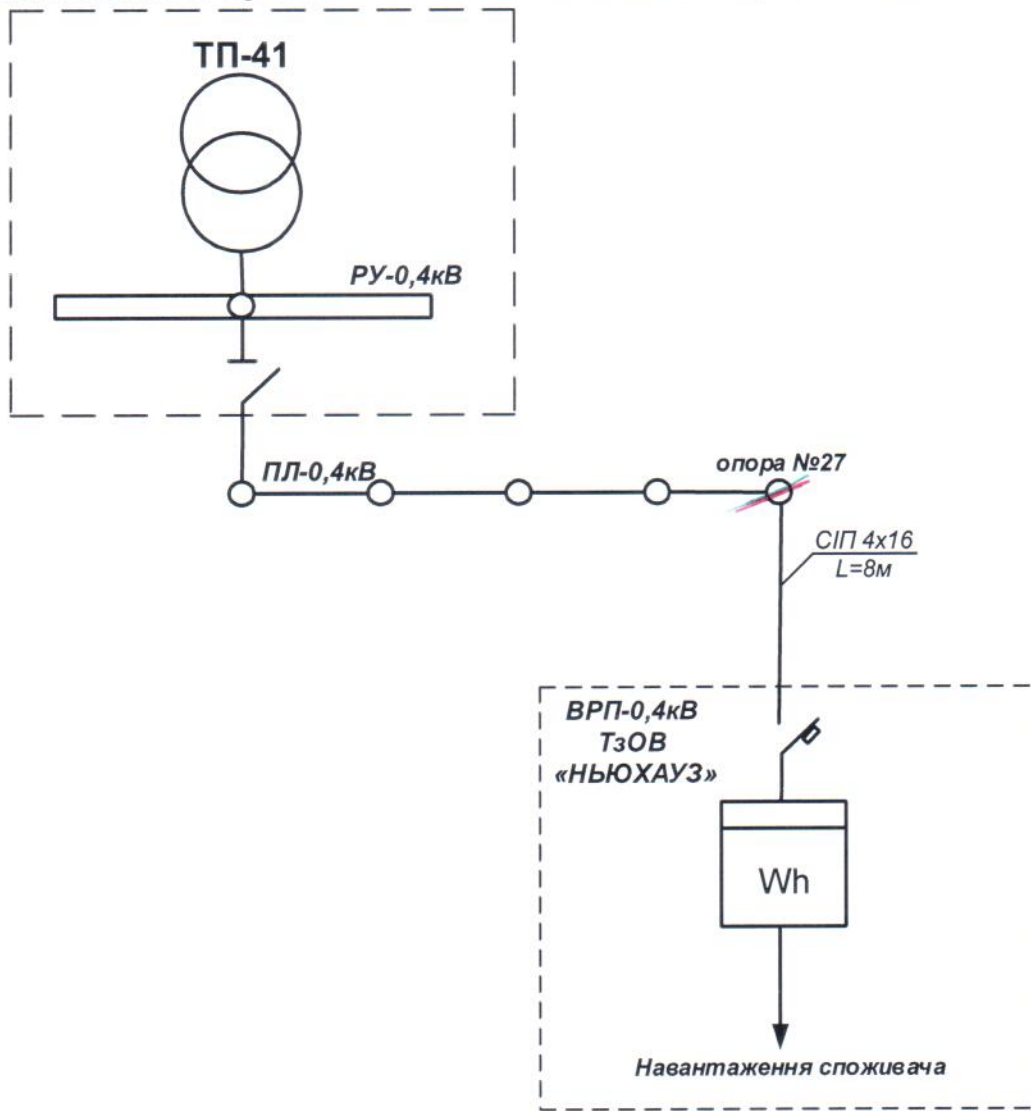 ТП-41
РУ-0,4кВ
ПЛ-0,4кВ
опора №27
СІП 4х16
L=8м
ВРП-0,4кВ
ТзОВ
«НЬЮХАУЗ»
Wh
Навантаження споживача